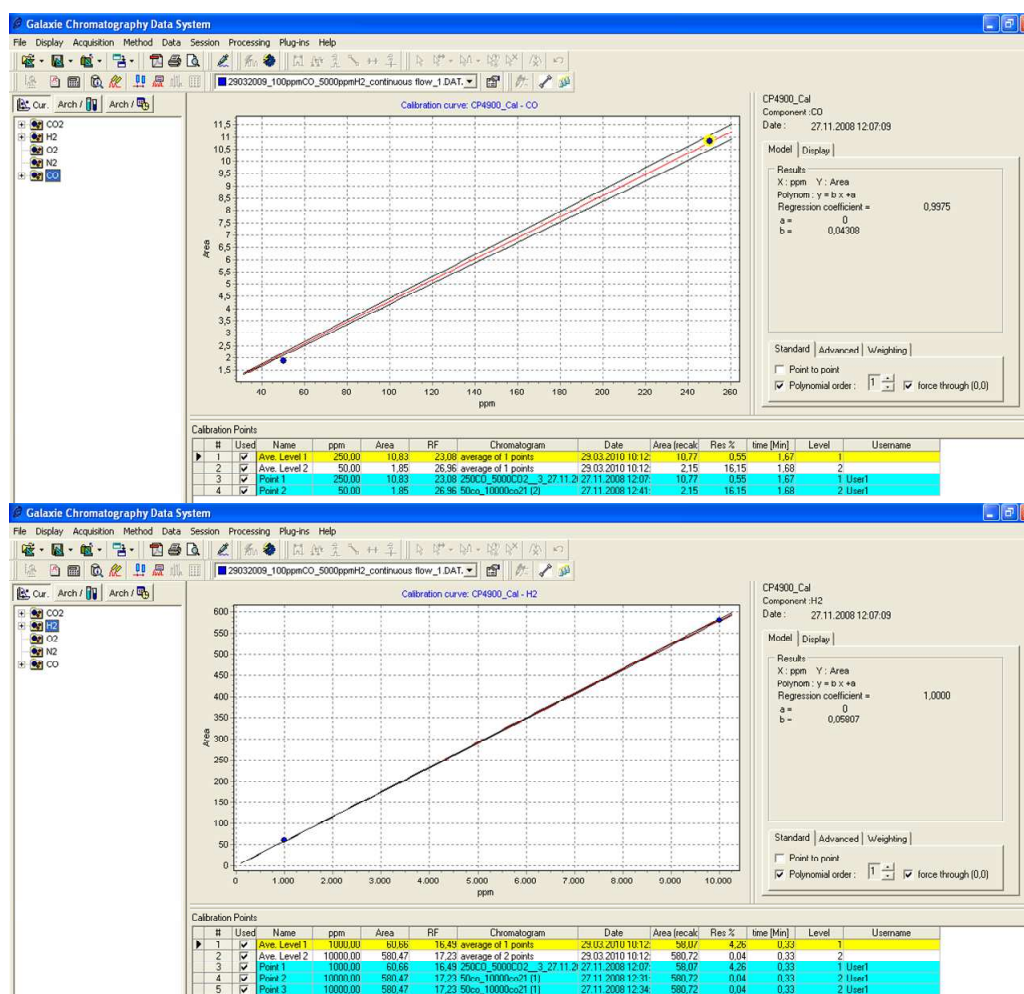 Galaxie Chromatography Data System
File Display Acquisition Method Data Session Processing Plug-ins Help
29032009_100ppmCO_5000ppmH2_continuous flow_1.DAT.
Cur. Arch / Arch /
CO2
H2
O2
N2
CO
Calibration curve: CP4900_Cal - CO
11,5
11
10,5
10
9,5
9
8,5
8
7,5
7
6,5
6
5,5
5
4,5
4
3,5
3
2,5
2
1,5
Area
40 60 80 100 120 140 160 180 200 220 240 260
ppm
CP4900_Cal
Component :CO
Date : 27.11.2008 12:07:09
Model Display
Results
X : ppm Y : Area
Polynom : y = b x +a
Regression coefficient = 0,9975
a = 0
b = 0,04308
Standard Advanced Weighting
Point to point
Polynomial order : 1 force through (0,0)
Calibration Points
# Used Name ppm Area RF Chromatogram Date Area (recalc Res % time [Min] Level Username
1 Ave. Level 1 250,00 10,83 23,08 average of 1 points 29.03.2010 10:12: 10,77 0,55 1,67 1
2 Ave. Level 2 50,00 1,85 26,96 average of 1 points 29.03.2010 10:12: 2,15 16,15 1,68 2
3 Point 1 250,00 10,83 23,08 250CO_5000CO2__3_27.11.20 27.11.2008 12:07: 10,77 0,55 1,67 1 User1
4 Point 2 50,00 1,85 26,96 50co_10000co21 (2) 27.11.2008 12:41: 2,15 16,15 1,68 2 User1
Galaxie Chromatography Data System
File Display Acquisition Method Data Session Processing Plug-ins Help
29032009_100ppmCO_5000ppmH2_continuous flow_1.DAT.
Cur. Arch / Arch /
CO2
H2
O2
N2
CO
Calibration curve: CP4900_Cal - H2
600
550
500
450
400
350
300
250
200
150
100
50
0
Area
0 1.000 2.000 3.000 4.000 5.000 6.000 7.000 8.000 9.000 10.000
ppm
CP4900_Cal
Component :H2
Date : 27.11.2008 12:07:09
Model Display
Results
X : ppm Y : Area
Polynom : y = b x +a
Regression coefficient = 1,0000
a = 0
b = 0,05807
Standard Advanced Weighting
Point to point
Polynomial order : 1 force through (0,0)
Calibration Points
# Used Name ppm Area RF Chromatogram Date Area (recalc Res % time [Min] Level Username
1 Ave. Level 1 1000,00 60,66 16,49 average of 1 points 29.03.2010 10:12: 58,07 4,26 0,33 1
2 Ave. Level 2 10000,00 580,47 17,23 average of 2 points 29.03.2010 10:12: 580,72 0,04 0,33 2
3 Point 1 1000,00 60,66 16,49 250CO_5000CO2__3_27.11.20 27.11.2008 12:07: 58,07 4,26 0,33 1 User1
4 Point 2 10000,00 580,47 17,23 50co_10000co21 (1) 27.11.2008 12:31: 580,72 0,04 0,33 2 User1
5 Point 3 10000,00 580,47 17,23 50co_10000co21 (1) 27.11.2008 12:34: 580,72 0,04 0,33 2 User1